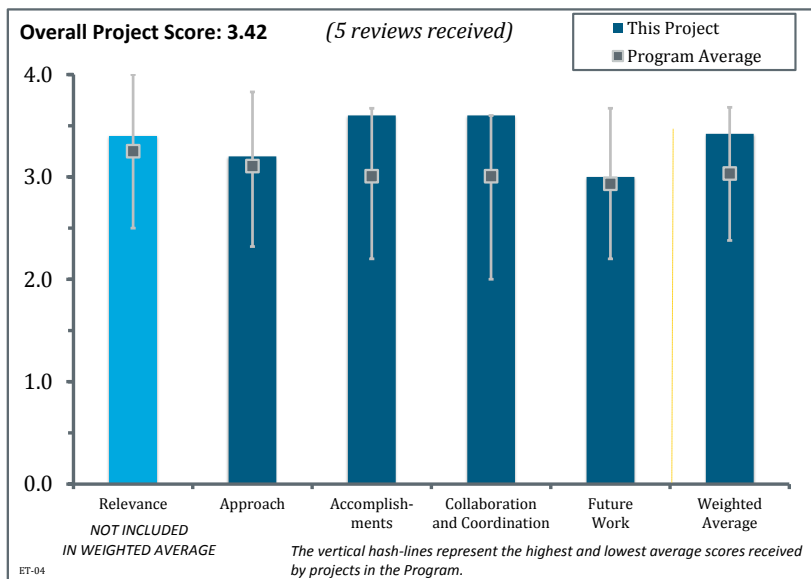 Overall Project Score: 3.42 (5 reviews received)
This Project
Program Average
4.0
3.0
2.0
1.0
0.0
Relevance
Approach
Accomplish-
ments
Collaboration
and Coordination
Future
Work
Weighted
Average
NOT INCLUDED
IN WEIGHTED AVERAGE
The vertical hash-lines represent the highest and lowest average scores received
by projects in the Program.
ET-04